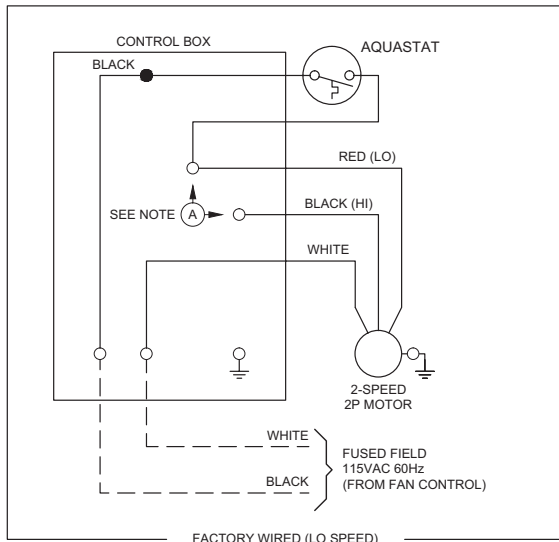 CONTROL BOX
AQUASTAT
BLACK
RED (LO)
BLACK (HI)
SEE NOTE
A
WHITE
2-SPEED
2P MOTOR
WHITE
BLACK
FUSED FIELD
115VAC 60Hz
(FROM FAN CONTROL)
FACTORY WIRED (LO SPEED)